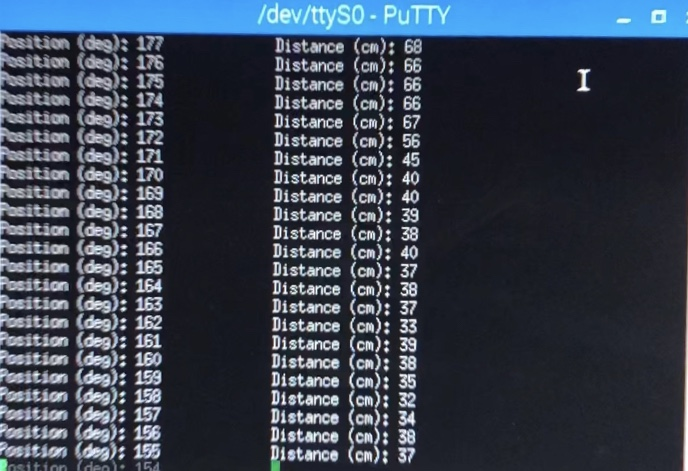 /dev/ttyS0 - PuTTY
Position (deg): 177 Distance (cm): 68
Position (deg): 176 Distance (cm): 66
Position (deg): 175 Distance (cm): 66
Position (deg): 174 Distance (cm): 66
Position (deg): 173 Distance (cm): 67
Position (deg): 172 Distance (cm): 56
Position (deg): 171 Distance (cm): 45
Position (deg): 170 Distance (cm): 40
Position (deg): 169 Distance (cm): 40
Position (deg): 168 Distance (cm): 39
Position (deg): 167 Distance (cm): 38
Position (deg): 166 Distance (cm): 40
Position (deg): 165 Distance (cm): 37
Position (deg): 164 Distance (cm): 38
Position (deg): 163 Distance (cm): 37
Position (deg): 162 Distance (cm): 33
Position (deg): 161 Distance (cm): 39
Position (deg): 160 Distance (cm): 38
Position (deg): 159 Distance (cm): 35
Position (deg): 158 Distance (cm): 32
Position (deg): 157 Distance (cm): 34
Position (deg): 156 Distance (cm): 38
Position (deg): 155 Distance (cm): 37
osition (deg): 154